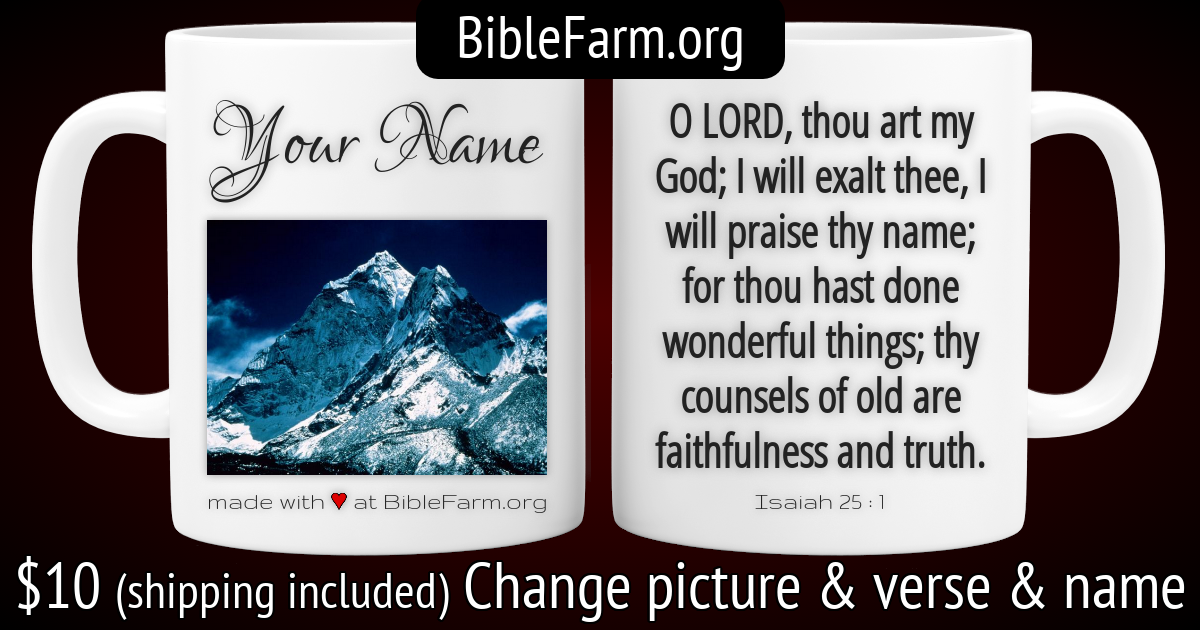 BibleFarm.org
Your Name
made with ♥ at BibleFarm.org
O LORD, thou art my
God; I will exalt thee, I
will praise thy name;
for thou hast done
wonderful things; thy
counsels of old are
faithfulness and truth.
Isaiah 25 : 1
$10 (shipping included) Change picture & verse & name